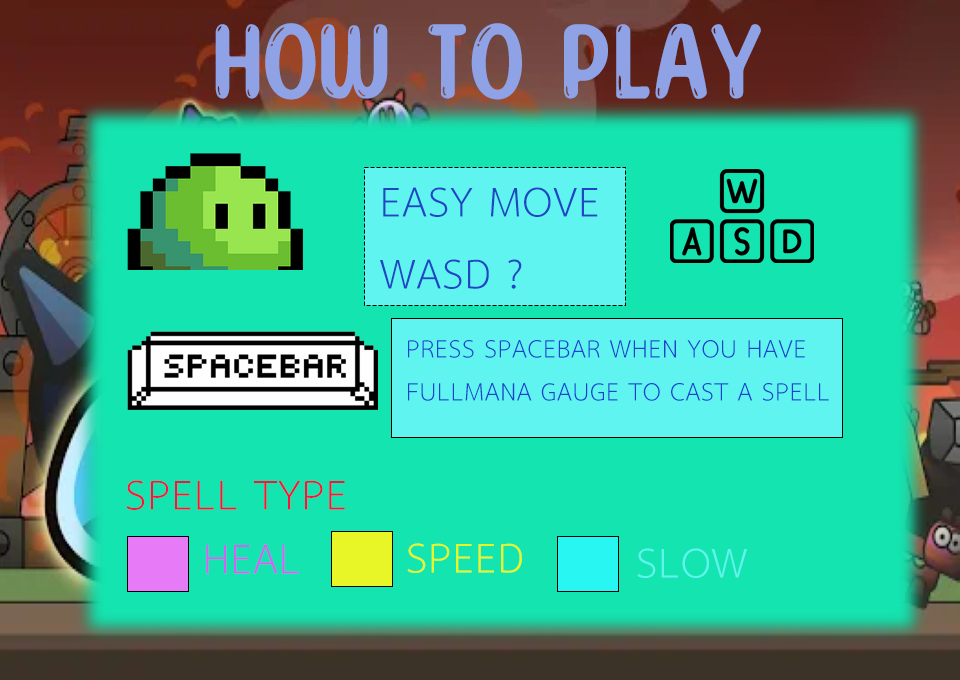 HOW TO PLAY
EASY MOVE
WASD ?
W
A S D
SPACEBAR
PRESS SPACEBAR WHEN YOU HAVE
FULLMANA GAUGE TO CAST A SPELL
SPELL TYPE
HEAL SPEED SLOW